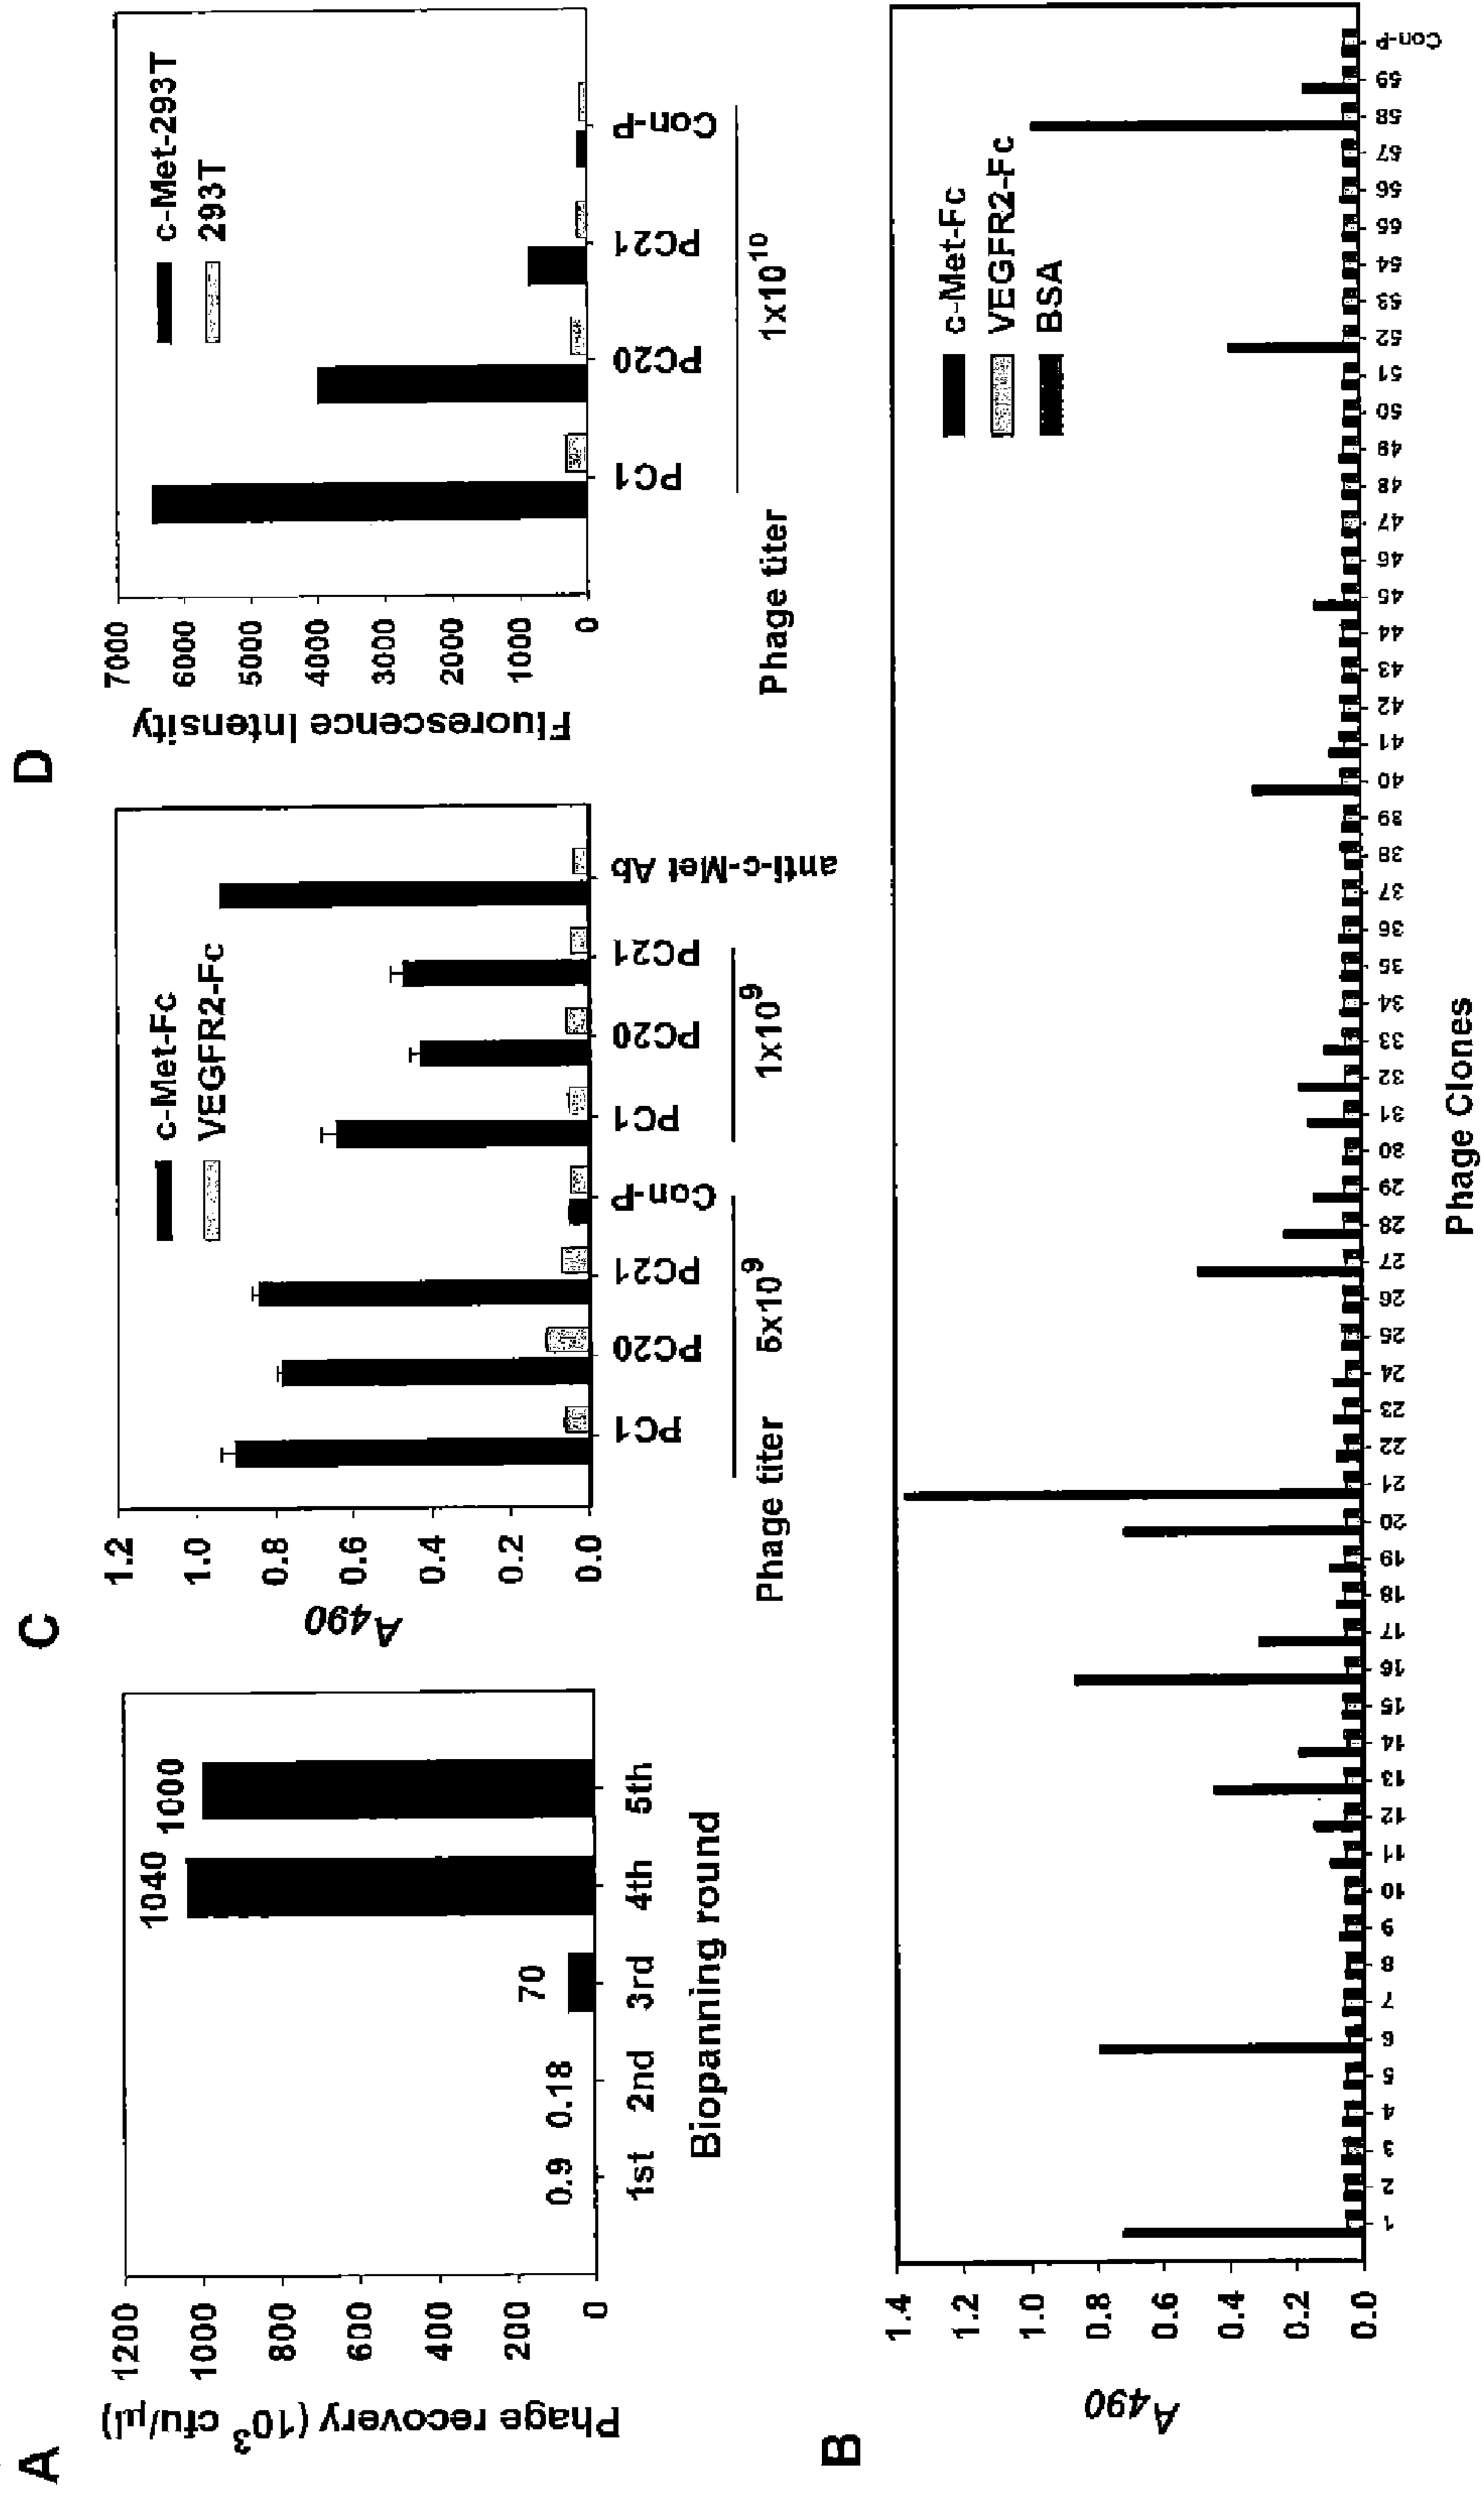 A
Phage recovery (10³ cfu/µl)
1200
1000
800
600
400
200
0
0.9
0.18
70
1040
1000
1st 2nd 3rd 4th 5th
Biopanning round
C
A490
1.2
1.0
0.8
0.6
0.4
0.2
0.0
c-Met-Fc
VEGFR2-Fc
PC1
PC20
PC21
Con-P
PC1
PC20
PC21
anti-c-Met Ab
Phage titer 5x10⁹ 1x10⁹
D
Fluorescence Intensity
7000
6000
5000
4000
3000
2000
1000
0
c-Met-293T
293T
PC1
PC20
PC21
Con-P
Phage titer 1x10¹⁰
B
A490
1.4
1.2
1.0
0.8
0.6
0.4
0.2
0.0
c-Met-Fc
VEGFR2-Fc
BSA
1 2 3 4 5 6 7 8 9 10 11 12 13 14 15 16 17 18 19 20 21 22 23 24 25 26 27 28 29 30 31 32 33 34 35 36 37 38 39 40 41 42 43 44 45 46 47 48 49 50 51 52 53 54 55 56 57 58 59 Con-P
Phage Clones